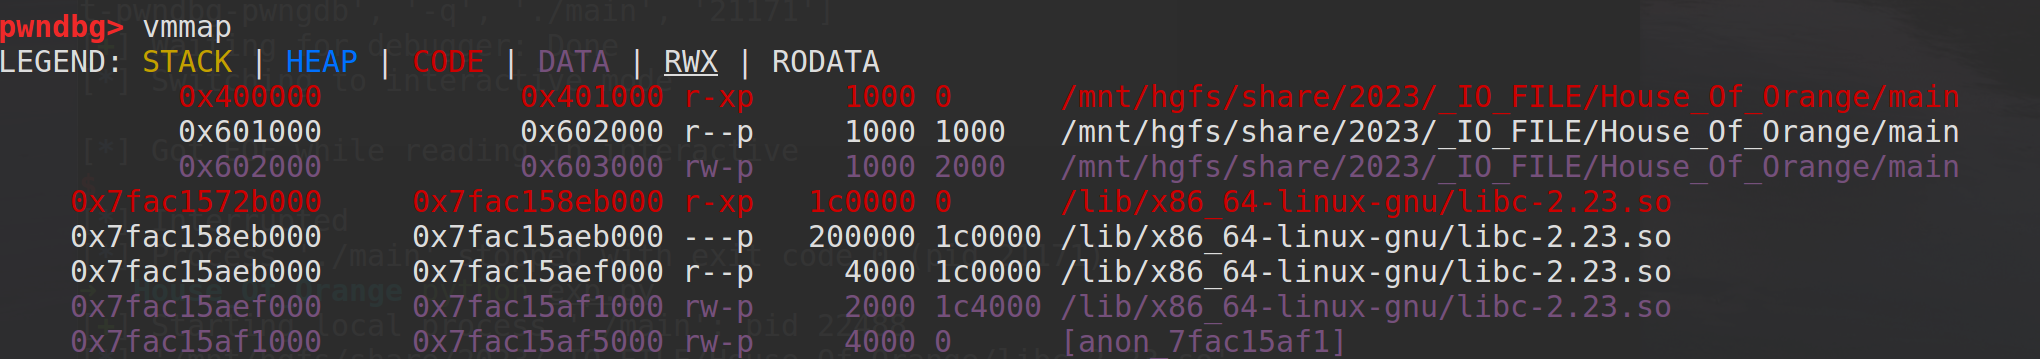 pwndbg> vmmap
LEGEND: STACK | HEAP | CODE | DATA | RWX | RODATA
0x400000 0x401000 r-xp 1000 0 /mnt/hgfs/share/2023/_IO_FILE/House_Of_Orange/main
0x601000 0x602000 r--p 1000 1000 /mnt/hgfs/share/2023/_IO_FILE/House_Of_Orange/main
0x602000 0x603000 rw-p 1000 2000 /mnt/hgfs/share/2023/_IO_FILE/House_Of_Orange/main
0x7fac1572b000 0x7fac158eb000 r-xp 1c0000 0 /lib/x86_64-linux-gnu/libc-2.23.so
0x7fac158eb000 0x7fac15aeb000 ---p 200000 1c0000 /lib/x86_64-linux-gnu/libc-2.23.so
0x7fac15aeb000 0x7fac15aef000 r--p 4000 1c0000 /lib/x86_64-linux-gnu/libc-2.23.so
0x7fac15aef000 0x7fac15af1000 rw-p 2000 1c4000 /lib/x86_64-linux-gnu/libc-2.23.so
0x7fac15af1000 0x7fac15af5000 rw-p 4000 0 [anon_7fac15af1]